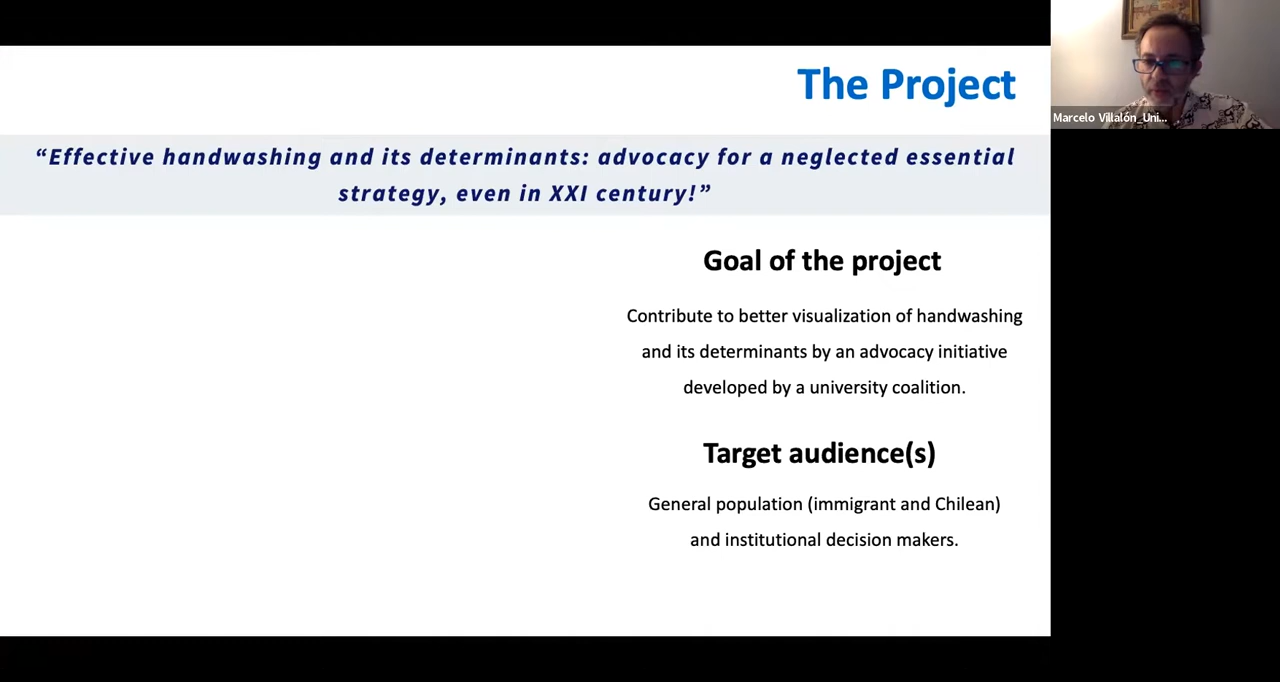 The Project
“Effective handwashing and its determinants: advocacy for a neglected essential
strategy, even in XXI century!”
Goal of the project
Contribute to better visualization of handwashing
and its determinants by an advocacy initiative
developed by a university coalition.
Target audience(s)
General population (immigrant and Chilean)
and institutional decision makers.
Marcelo Villalón_Uni...